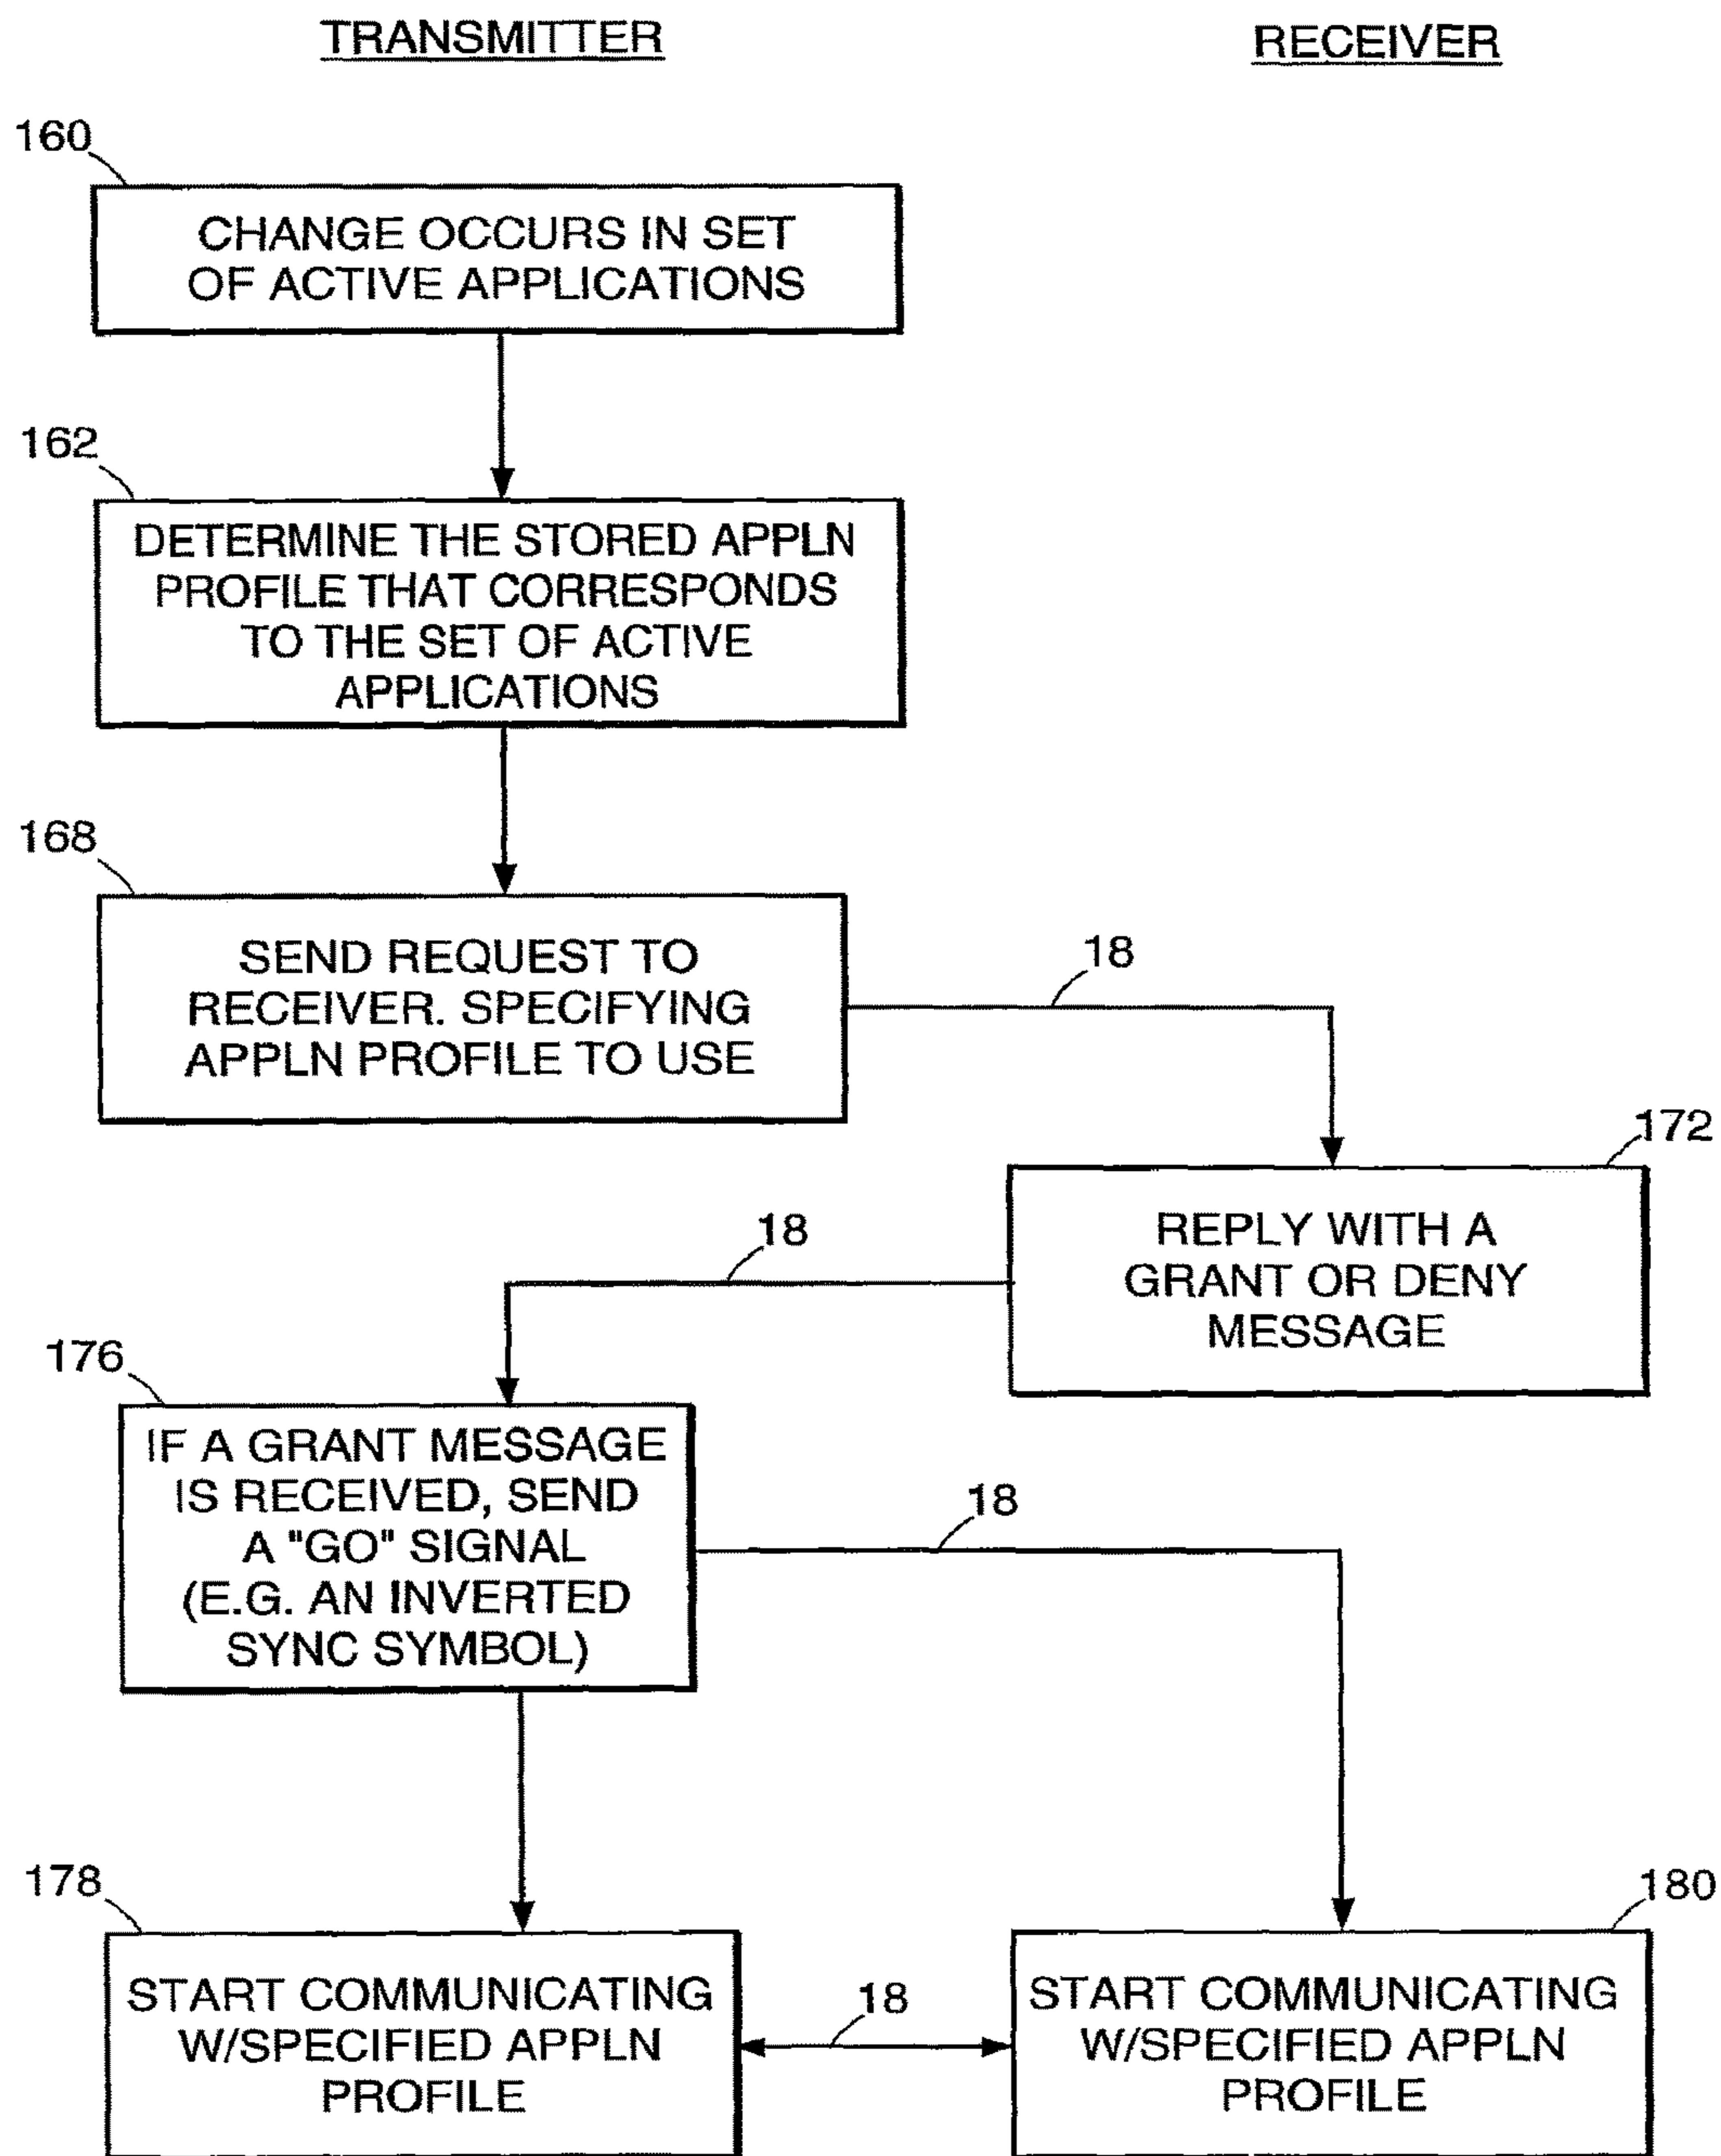 TRANSMITTER
RECEIVER
160
CHANGE OCCURS IN SET
OF ACTIVE APPLICATIONS
162
DETERMINE THE STORED APPLN
PROFILE THAT CORRESPONDS
TO THE SET OF ACTIVE
APPLICATIONS
168
SEND REQUEST TO
RECEIVER. SPECIFYING
APPLN PROFILE TO USE
18
172
REPLY WITH A
GRANT OR DENY
MESSAGE
18
176
IF A GRANT MESSAGE
IS RECEIVED, SEND
A "GO" SIGNAL
(E.G. AN INVERTED
SYNC SYMBOL)
18
178
START COMMUNICATING
W/SPECIFIED APPLN
PROFILE
18
180
START COMMUNICATING
W/SPECIFIED APPLN
PROFILE